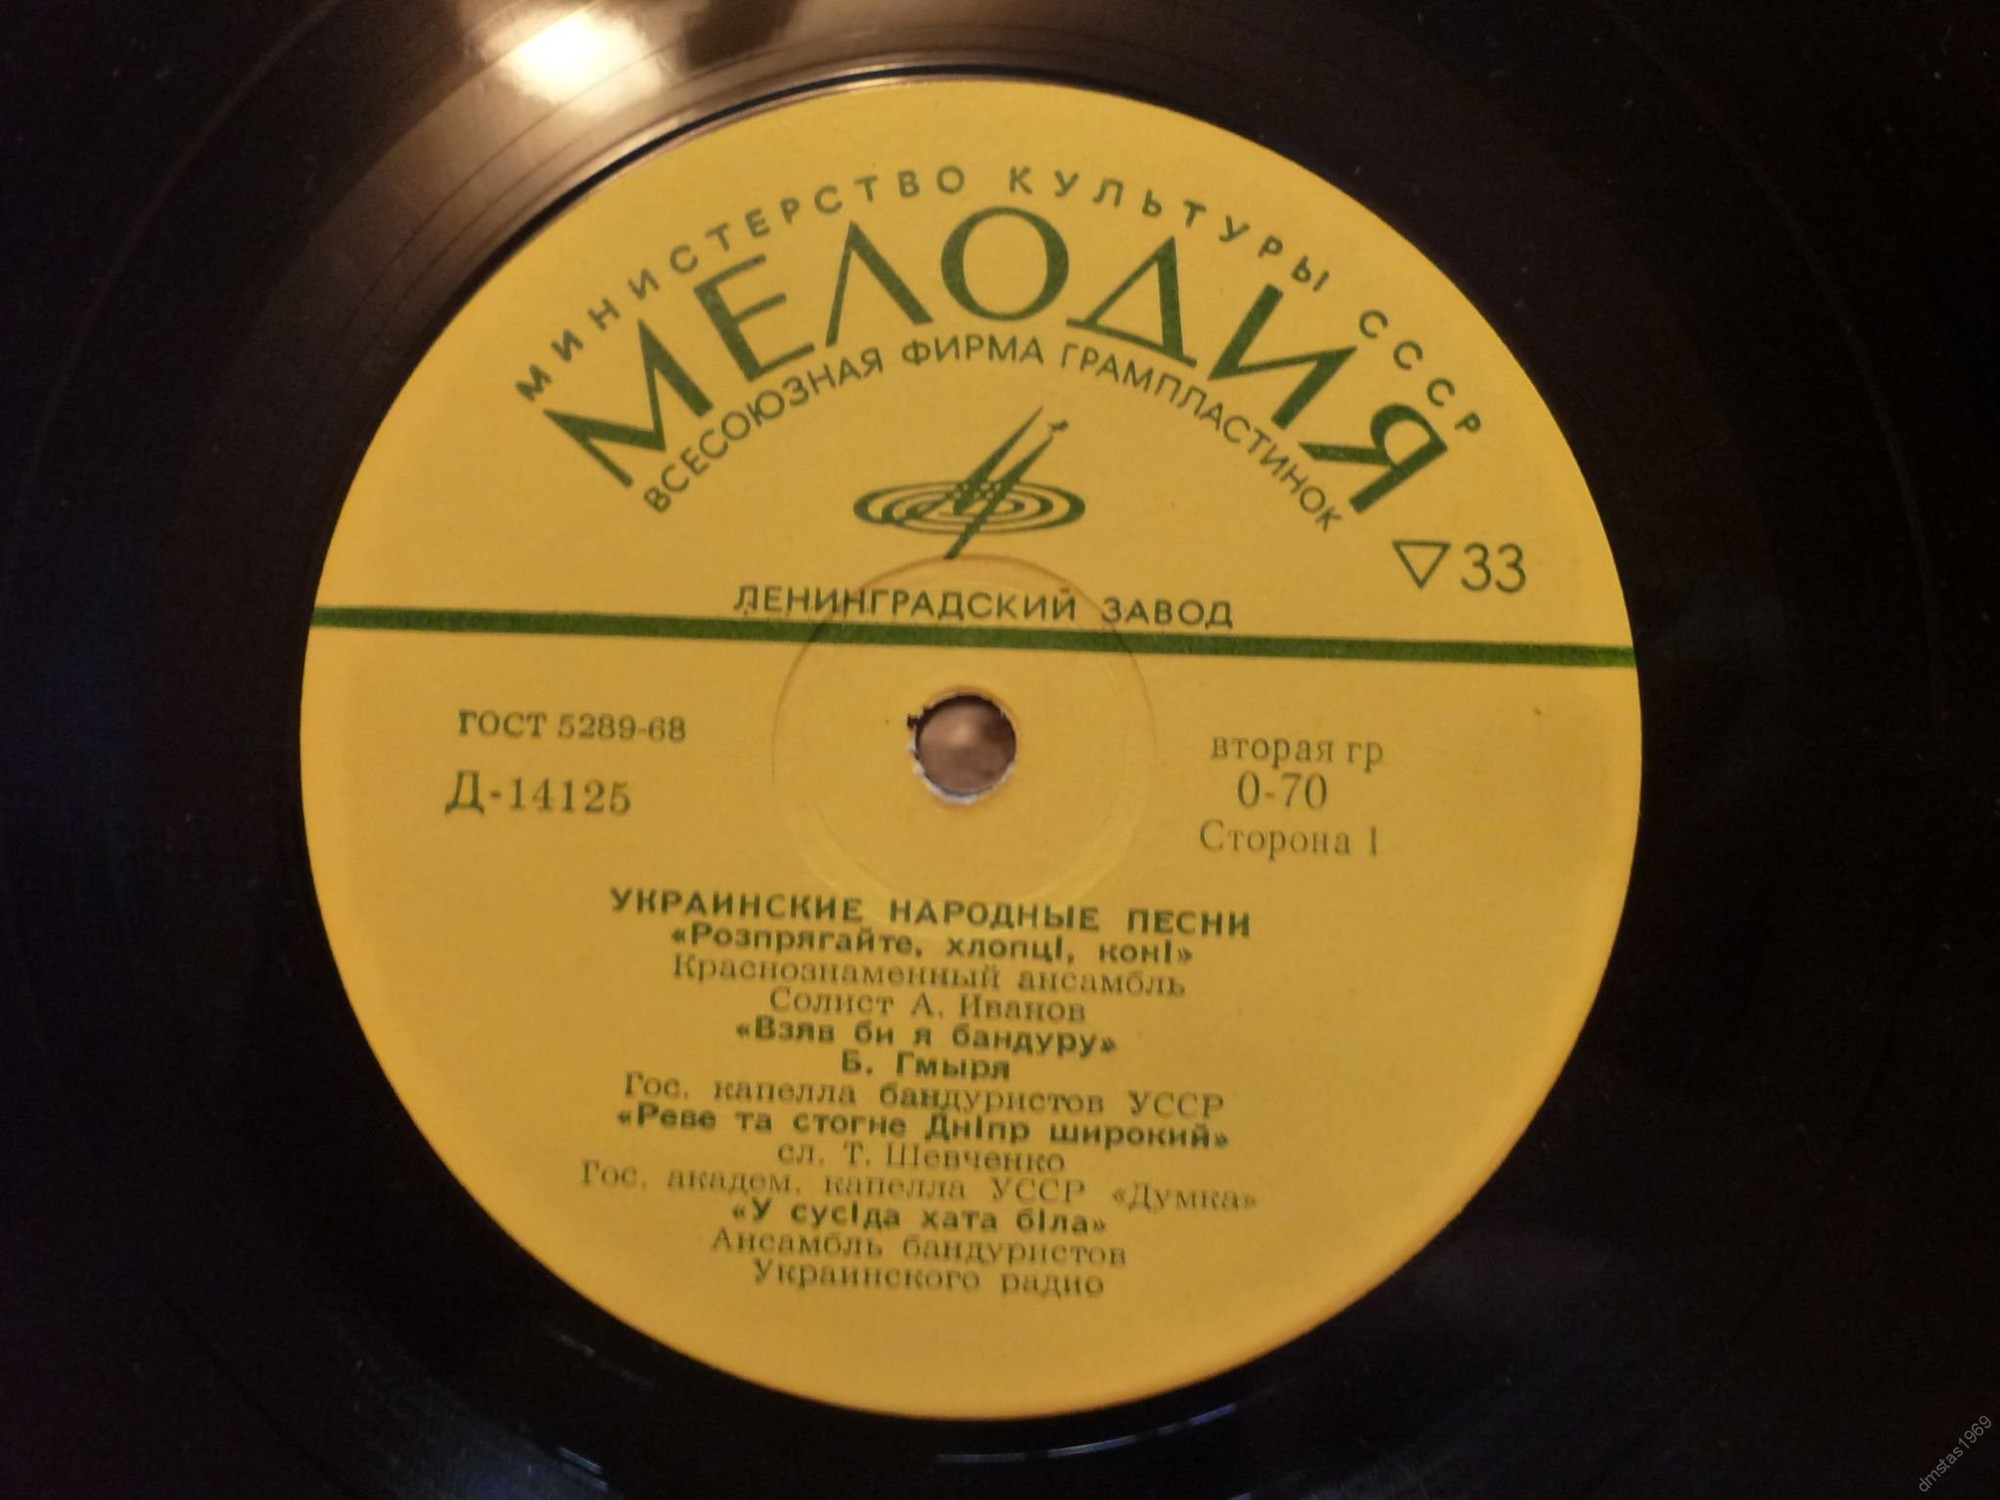 МИНИСТЕРСТВО КУЛЬТУРЫ СССР
МЕЛОДИЯ
ВСЕСОЮЗНАЯ ФИРМА ГРАМПЛАСТИНОК
▽33
ЛЕНИНГРАДСКИЙ ЗАВОД
ГОСТ 5289-68
Д-14125
вторая гр
0-70
Сторона 1
УКРАИНСКИЕ НАРОДНЫЕ ПЕСНИ
«Розпрягайте, хлопці, коні»
Краснознаменный ансамбль
Солист А. Иванов
«Взяв би я бандуру»
Б. Гмыря
Гос. капелла бандуристов УССР
«Реве та стогне Дніпр широкий»
сл. Т. Шевченко
Гос. академ. капелла УССР «Думка»
«У сусіда хата біла»
Ансамбль бандуристов
Украинского радио
dmstas1969